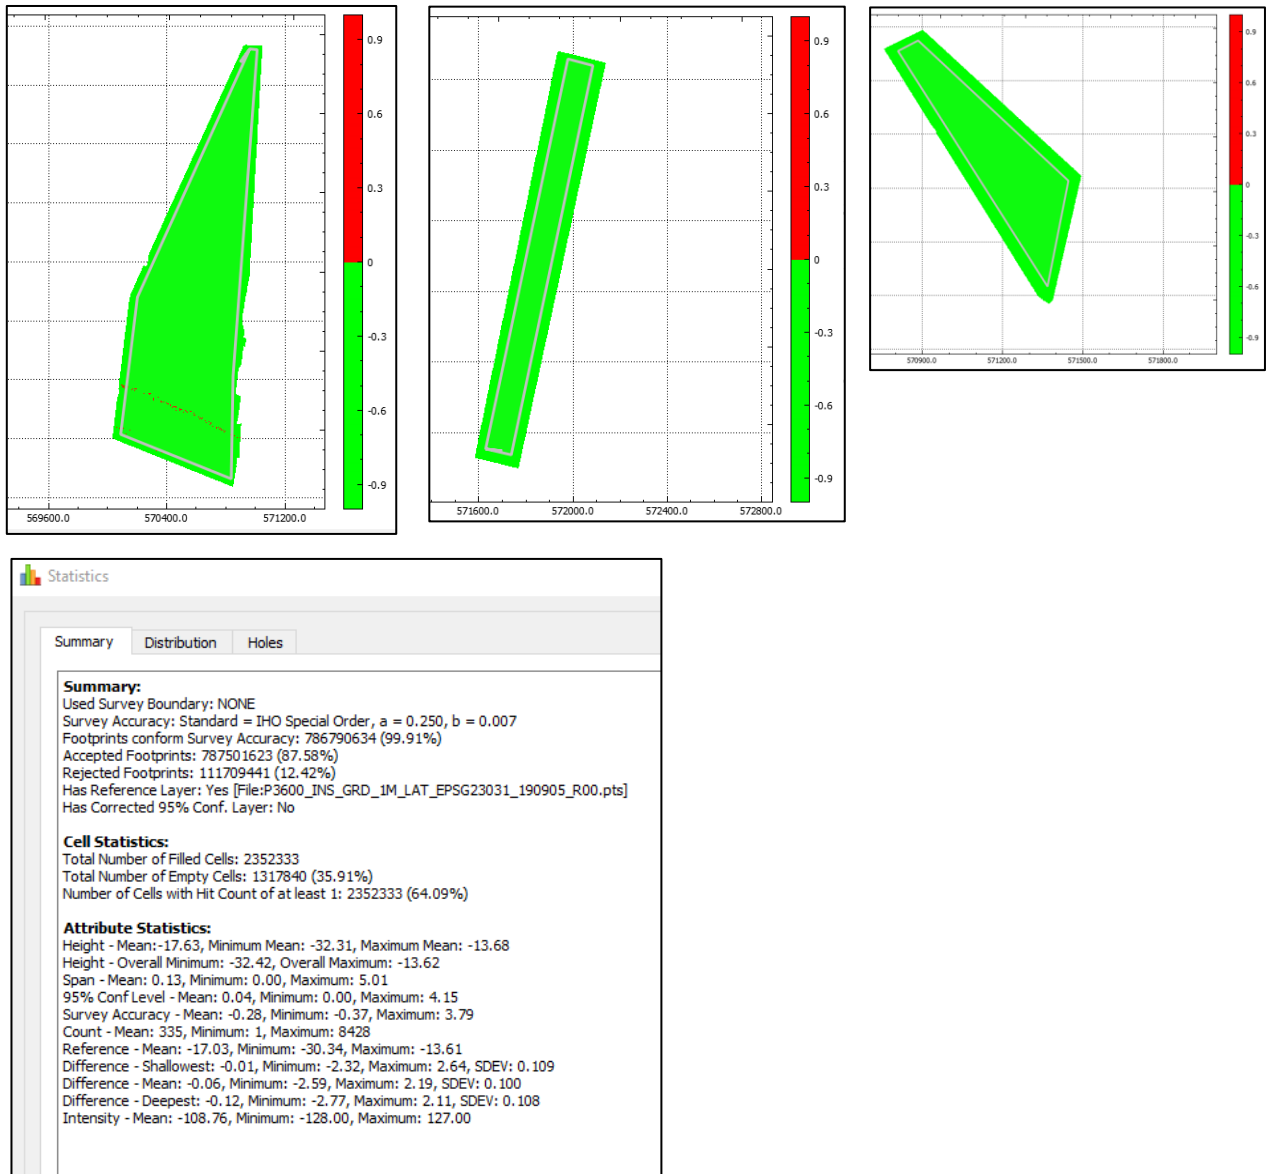 0.9
0.6
0.3
0
-0.3
-0.6
-0.9
569600.0 570400.0 571200.0
0.9
0.6
0.3
0
-0.3
-0.6
-0.9
571600.0 572000.0 572400.0 572800.0
0.9
0.6
0.3
0
-0.3
-0.6
-0.9
570900.0 571200.0 571500.0 571800.0
Statistics
Summary Distribution Holes
Summary:
Used Survey Boundary: NONE
Survey Accuracy: Standard = IHO Special Order, a = 0.250, b = 0.007
Footprints conform Survey Accuracy: 786790634 (99.91%)
Accepted Footprints: 787501623 (87.58%)
Rejected Footprints: 111709441 (12.42%)
Has Reference Layer: Yes [File:P3600_INS_GRD_1M_LAT_EPSG23031_190905_R00.pts]
Has Corrected 95% Conf. Layer: No
Cell Statistics:
Total Number of Filled Cells: 2352333
Total Number of Empty Cells: 1317840 (35.91%)
Number of Cells with Hit Count of at least 1: 2352333 (64.09%)
Attribute Statistics:
Height - Mean:-17.63, Minimum Mean: -32.31, Maximum Mean: -13.68
Height - Overall Minimum: -32.42, Overall Maximum: -13.62
Span - Mean: 0.13, Minimum: 0.00, Maximum: 5.01
95% Conf Level - Mean: 0.04, Minimum: 0.00, Maximum: 4.15
Survey Accuracy - Mean: -0.28, Minimum: -0.37, Maximum: 3.79
Count - Mean: 335, Minimum: 1, Maximum: 8428
Reference - Mean: -17.03, Minimum: -30.34, Maximum: -13.61
Difference - Shallowest: -0.01, Minimum: -2.32, Maximum: 2.64, SDEV: 0.109
Difference - Mean: -0.06, Minimum: -2.59, Maximum: 2.19, SDEV: 0.100
Difference - Deepest: -0.12, Minimum: -2.77, Maximum: 2.11, SDEV: 0.108
Intensity - Mean: -108.76, Minimum: -128.00, Maximum: 127.00